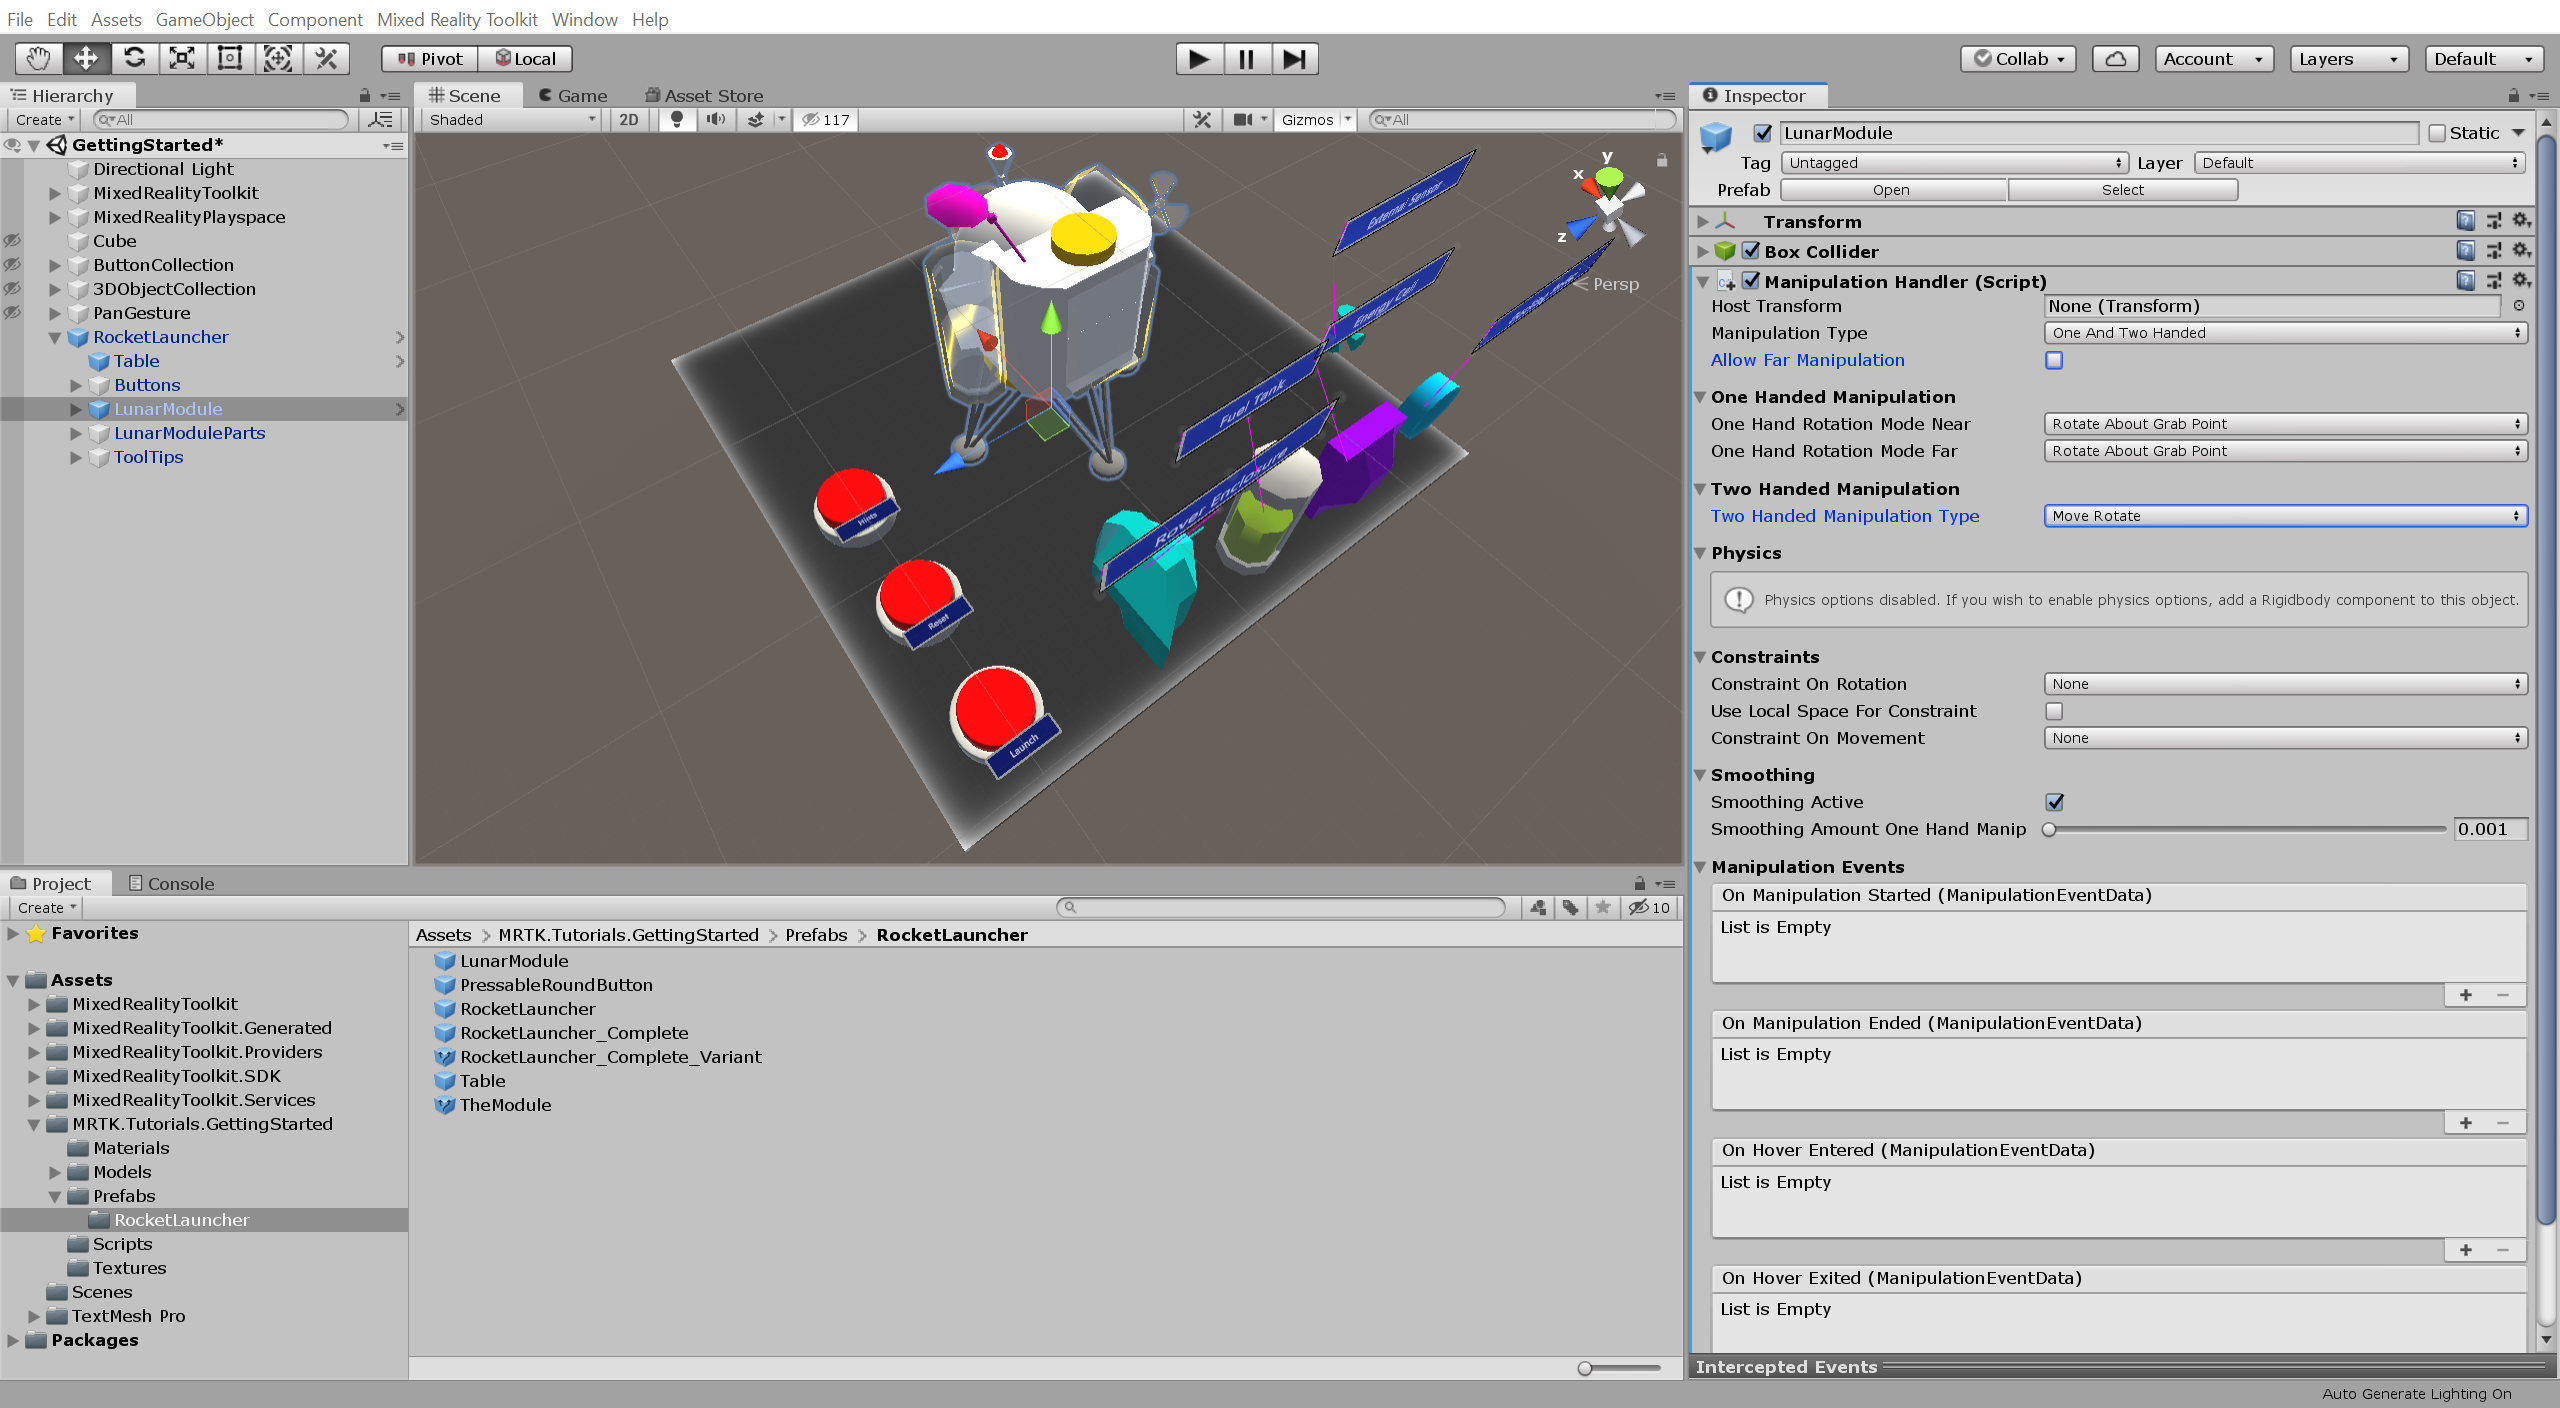 File Edit Assets GameObject Component Mixed Reality Toolkit Window Help
Pivot Local
Collab Account Layers Default
Hierarchy
Create All
GettingStarted*
Directional Light
MixedRealityToolkit
MixedRealityPlayspace
Cube
ButtonCollection
3DObjectCollection
PanGesture
RocketLauncher
Table
Buttons
LunarModule
LunarModuleParts
ToolTips
Scene Game Asset Store
Shaded 2D 117 Gizmos All
y
x
z
Persp
External Sensor
Energy Cell
Fuel Tank
Rover Enclosure
Hints
Reset
Launch
Project Console
Create 10
Favorites
Assets
MixedRealityToolkit
MixedRealityToolkit.Generated
MixedRealityToolkit.Providers
MixedRealityToolkit.SDK
MixedRealityToolkit.Services
MRTK.Tutorials.GettingStarted
Materials
Models
Prefabs
RocketLauncher
Scripts
Textures
Scenes
TextMesh Pro
Packages
Assets > MRTK.Tutorials.GettingStarted > Prefabs > RocketLauncher
LunarModule
PressableRoundButton
RocketLauncher
RocketLauncher_Complete
RocketLauncher_Complete_Variant
Table
TheModule
Inspector
LunarModule Static
Tag Untagged Layer Default
Prefab Open Select
Transform
Box Collider
Manipulation Handler (Script)
Host Transform None (Transform)
Manipulation Type One And Two Handed
Allow Far Manipulation
One Handed Manipulation
One Hand Rotation Mode Near Rotate About Grab Point
One Hand Rotation Mode Far Rotate About Grab Point
Two Handed Manipulation
Two Handed Manipulation Type Move Rotate
Physics
Physics options disabled. If you wish to enable physics options, add a Rigidbody component to this object.
Constraints
Constraint On Rotation None
Use Local Space For Constraint
Constraint On Movement None
Smoothing
Smoothing Active
Smoothing Amount One Hand Manip 0.001
Manipulation Events
On Manipulation Started (ManipulationEventData)
List is Empty
+ −
On Manipulation Ended (ManipulationEventData)
List is Empty
+ −
On Hover Entered (ManipulationEventData)
List is Empty
+ −
On Hover Exited (ManipulationEventData)
List is Empty
Intercepted Events
Auto Generate Lighting On